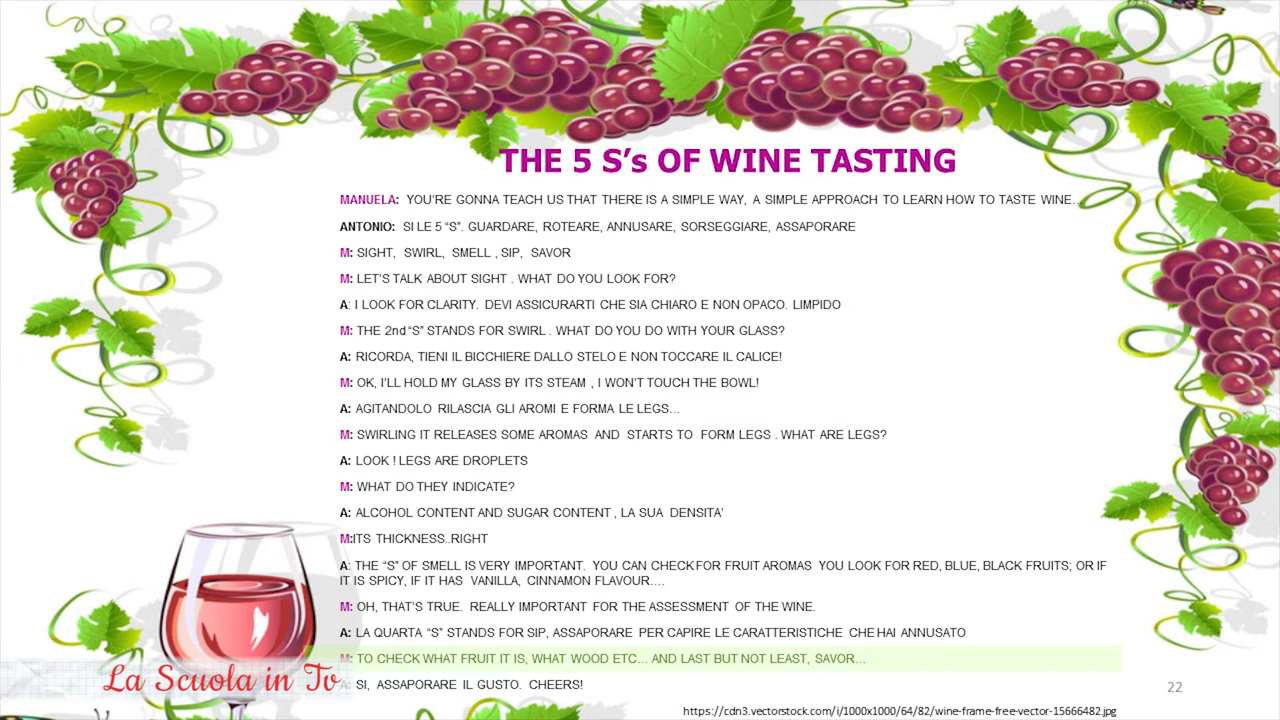 THE 5 S’s OF WINE TASTING
MANUELA: YOU’RE GONNA TEACH US THAT THERE IS A SIMPLE WAY, A SIMPLE APPROACH TO LEARN HOW TO TASTE WINE...
ANTONIO: SI LE 5 “S”. GUARDARE, ROTEARE, ANNUSARE, SORSEGGIARE, ASSAPORARE
M: SIGHT, SWIRL, SMELL , SIP, SAVOR
M: LET’S TALK ABOUT SIGHT . WHAT DO YOU LOOK FOR?
A: I LOOK FOR CLARITY. DEVI ASSICURARTI CHE SIA CHIARO E NON OPACO. LIMPIDO
M: THE 2nd “S” STANDS FOR SWIRL . WHAT DO YOU DO WITH YOUR GLASS?
A: RICORDA, TIENI IL BICCHIERE DALLO STELO E NON TOCCARE IL CALICE!
M: OK, I’LL HOLD MY GLASS BY ITS STEAM , I WON’T TOUCH THE BOWL!
A: AGITANDOLO RILASCIA GLI AROMI E FORMA LE LEGS...
M: SWIRLING IT RELEASES SOME AROMAS AND STARTS TO FORM LEGS . WHAT ARE LEGS?
A: LOOK ! LEGS ARE DROPLETS
M: WHAT DO THEY INDICATE?
A: ALCOHOL CONTENT AND SUGAR CONTENT , LA SUA DENSITA’
M:ITS THICKNESS..RIGHT
A: THE “S” OF SMELL IS VERY IMPORTANT. YOU CAN CHECK FOR FRUIT AROMAS YOU LOOK FOR RED, BLUE, BLACK FRUITS; OR IF
IT IS SPICY, IF IT HAS VANILLA, CINNAMON FLAVOUR....
M: OH, THAT’S TRUE. REALLY IMPORTANT FOR THE ASSESSMENT OF THE WINE.
A: LA QUARTA “S” STANDS FOR SIP, ASSAPORARE PER CAPIRE LE CARATTERISTICHE CHE HAI ANNUSATO
M: TO CHECK WHAT FRUIT IT IS, WHAT WOOD ETC... AND LAST BUT NOT LEAST, SAVOR...
A: SI, ASSAPORARE IL GUSTO. CHEERS!
La Scuola in Tv
22
https://cdn3.vectorstock.com/i/1000x1000/64/82/wine-frame-free-vector-15666482.jpg